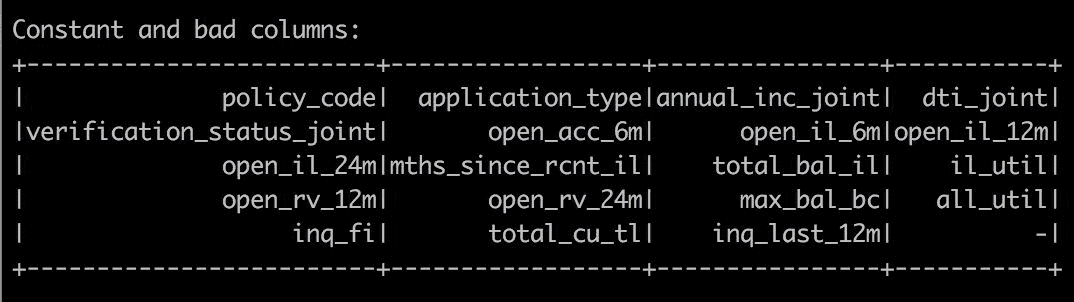 Constant and bad columns:
+--------------------------+------------------+----------------+-----------+
|               policy_code|  application_type|annual_inc_joint|  dti_joint|
|verification_status_joint|       open_acc_6m|      open_il_6m|open_il_12m|
|               open_il_24m|mths_since_rcnt_il|    total_bal_il|    il_util|
|               open_rv_12m|       open_rv_24m|      max_bal_bc|   all_util|
|                    inq_fi|       total_cu_tl|    inq_last_12m|          -|
+--------------------------+------------------+----------------+-----------+